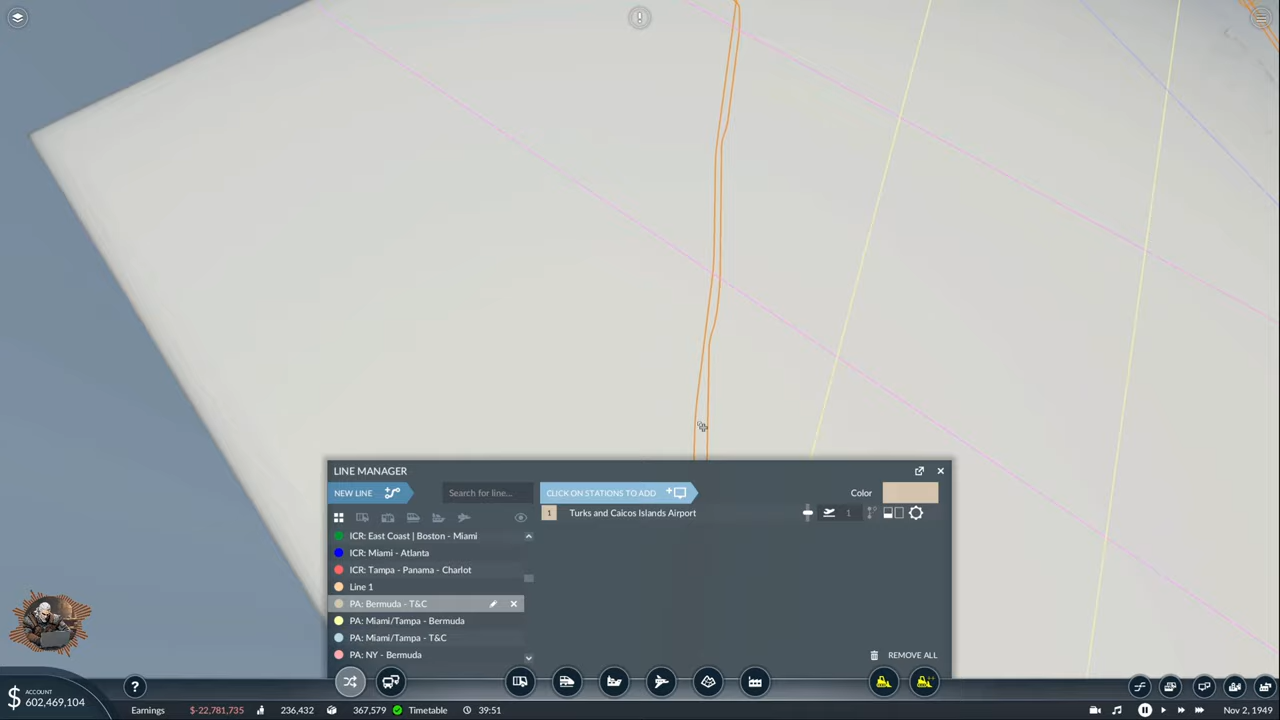 LINE MANAGER
NEW LINE
Search for line...
CLICK ON STATIONS TO ADD
Color
1 Turks and Caicos Islands Airport 1
ICR: East Coast | Boston - Miami
ICR: Miami - Atlanta
ICR: Tampa - Panama - Charlot
Line 1
PA: Bermuda - T&C
PA: Miami/Tampa - Bermuda
PA: Miami/Tampa - T&C
PA: NY - Bermuda
REMOVE ALL
$ ACCOUNT
602,469,104
?
Earnings $-22,781,735 236,432 367,579 Timetable 39:51 Nov 2, 1949